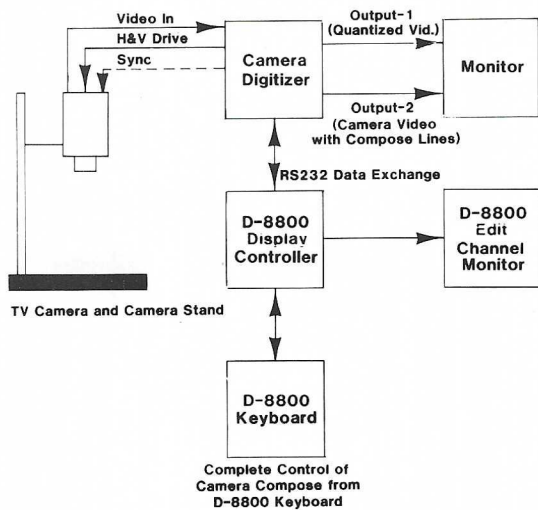 Video In
H&V Drive
Sync
Camera
Digitizer
Output-1
(Quantized Vid.)
Monitor
Output-2
(Camera Video
with Compose Lines)
RS232 Data Exchange
D-8800
Display
Controller
D-8800
Edit
Channel
Monitor
TV Camera and Camera Stand
D-8800
Keyboard
Complete Control of
Camera Compose from
D-8800 Keyboard